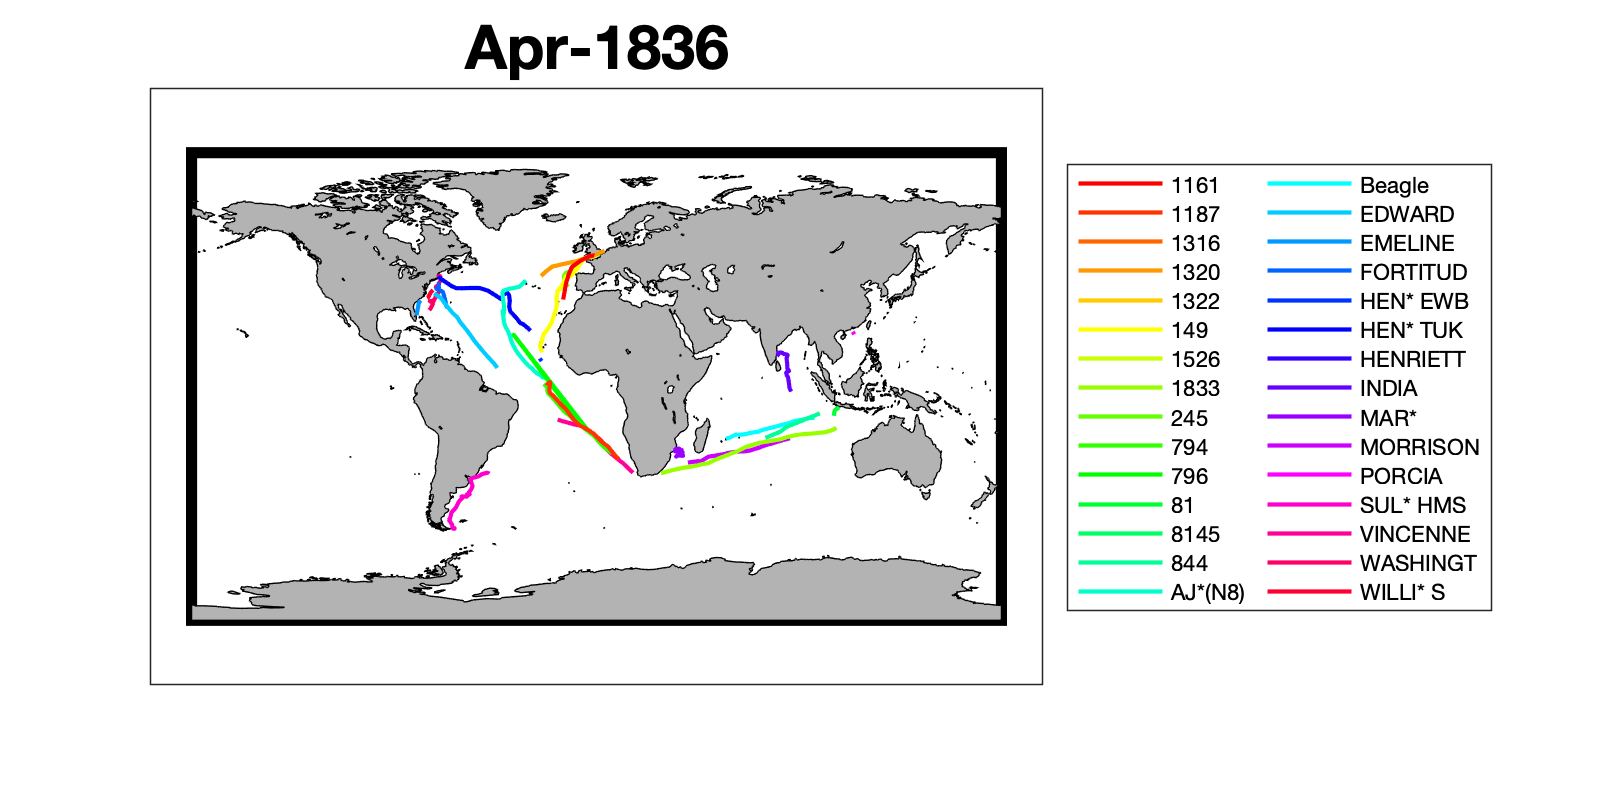 Apr-1836
1161
1187
1316
1320
1322
149
1526
1833
245
794
796
81
8145
844
AJ*(N8)
Beagle
EDWARD
EMELINE
FORTITUD
HEN* EWB
HEN* TUK
HENRIETT
INDIA
MAR*
MORRISON
PORCIA
SUL* HMS
VINCENNE
WASHINGT
WILLI* S